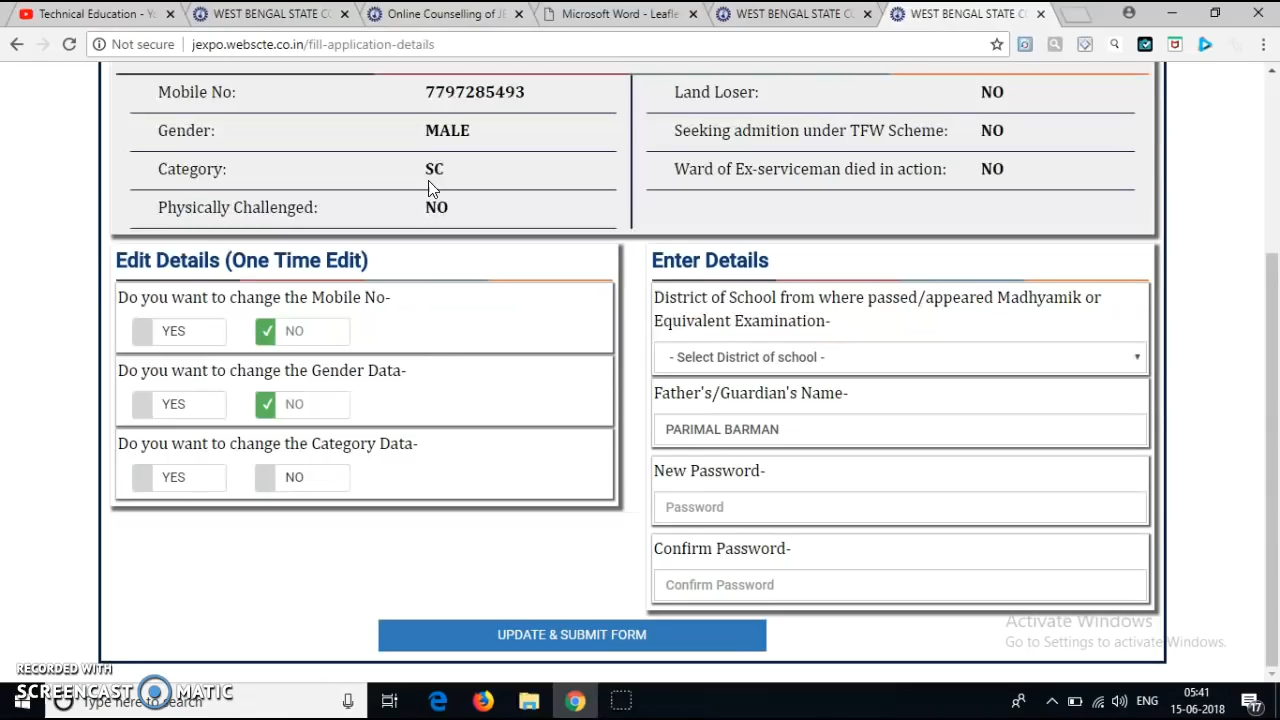 Technical Education - Y
WEST BENGAL STATE C
Online Counselling of JE
Microsoft Word - Leafle
WEST BENGAL STATE C
WEST BENGAL STATE CO
Not secure
jexpo.webscte.co.in/fill-application-details
Mobile No:
7797285493
Land Loser:
NO
Gender:
MALE
Seeking admition under TFW Scheme:
NO
Category:
SC
Ward of Ex-serviceman died in action:
NO
Physically Challenged:
NO
Edit Details (One Time Edit)
Do you want to change the Mobile No-
YES
NO
Do you want to change the Gender Data-
YES
NO
Do you want to change the Category Data-
YES
NO
Enter Details
District of School from where passed/appeared Madhyamik or
Equivalent Examination-
- Select District of school -
Father's/Guardian's Name-
PARIMAL BARMAN
New Password-
Password
Confirm Password-
Confirm Password
UPDATE & SUBMIT FORM
Activate Windows
Go to Settings to activate Windows.
RECORDED WITH
SCREENCAST MATIC
Type here to search
ENG
05:41
15-06-2018
17